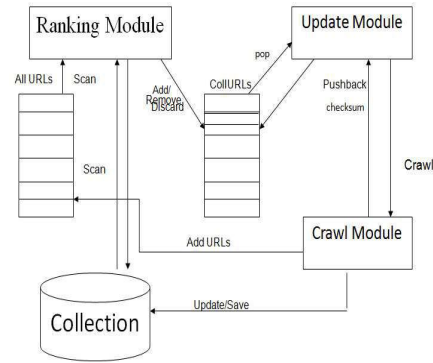 Ranking Module
Update Module
All URLs
Scan
Add/
Remove
Discard
CollURLs
pop
Pushback
checksum
Scan
Crawl
Add URLs
Crawl Module
Update/Save
Collection